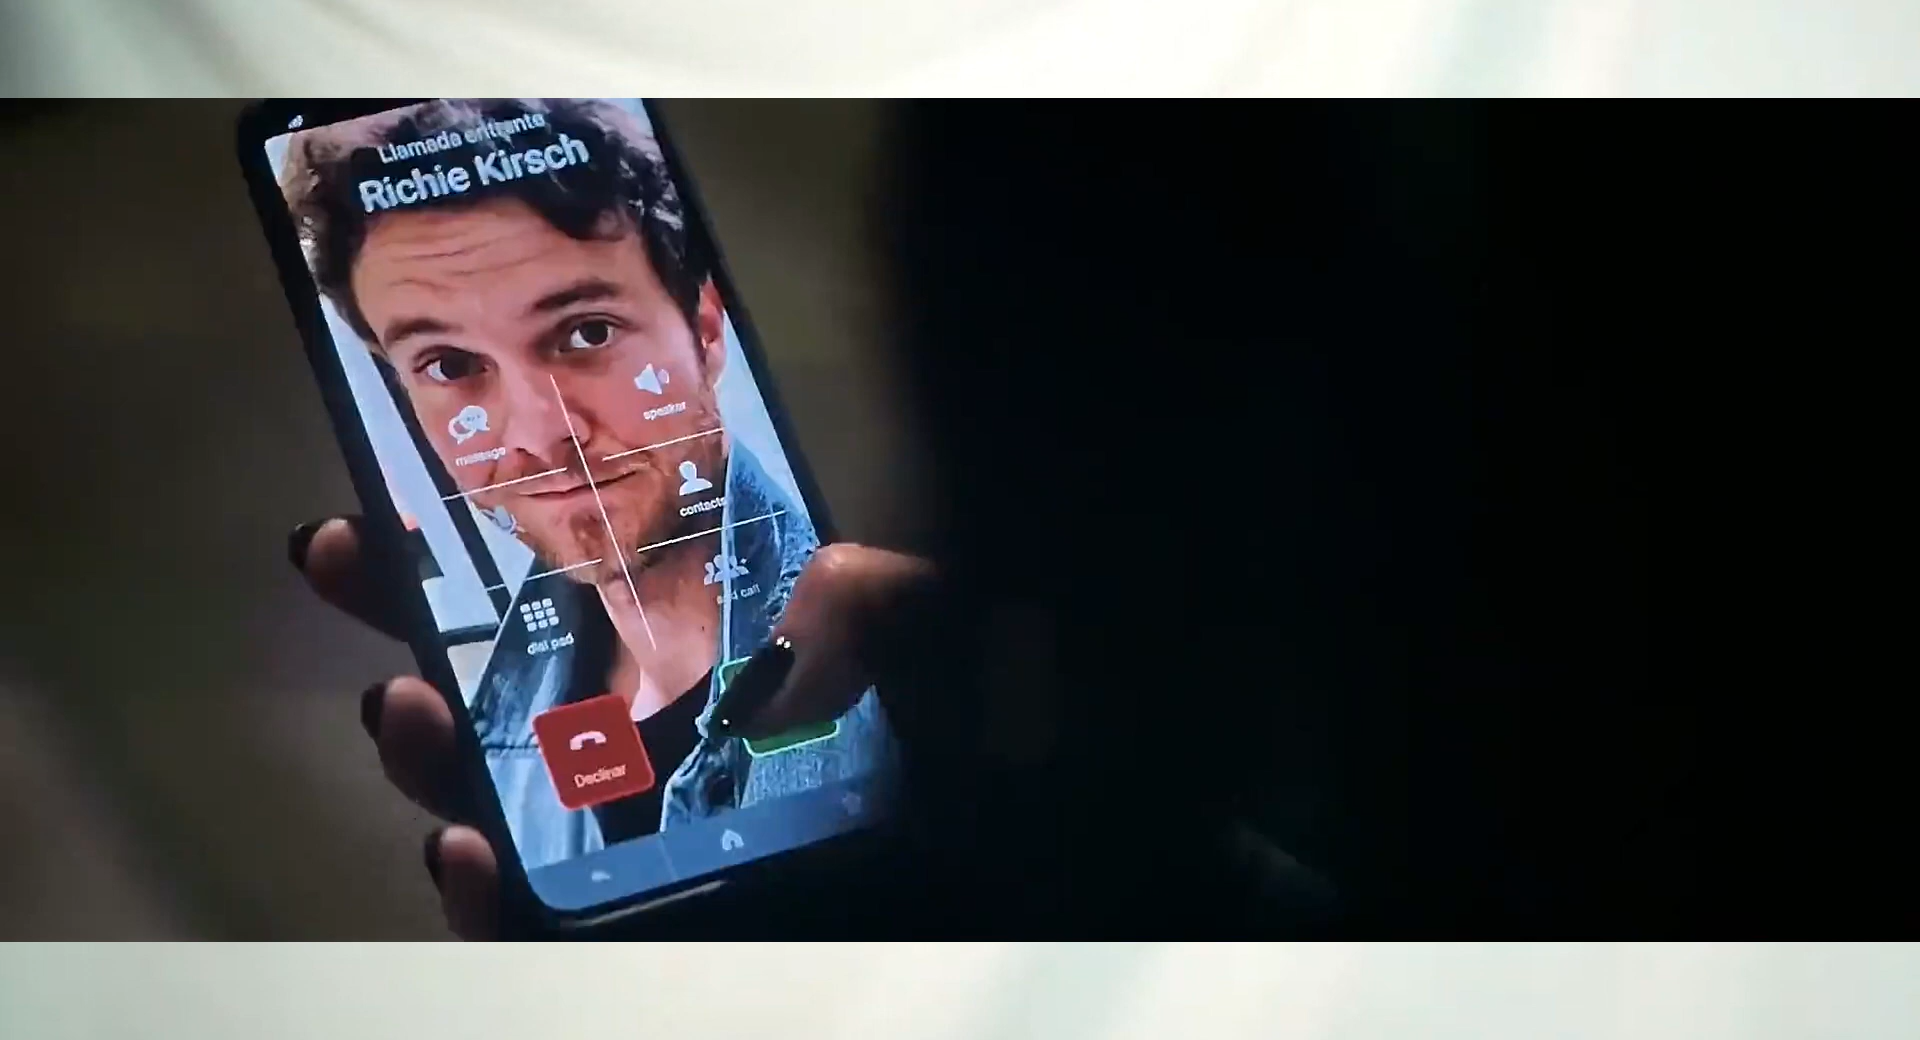 Llamada entrante
Richie Kirsch
speaker
message
contacts
add call
dial pad
Declinar